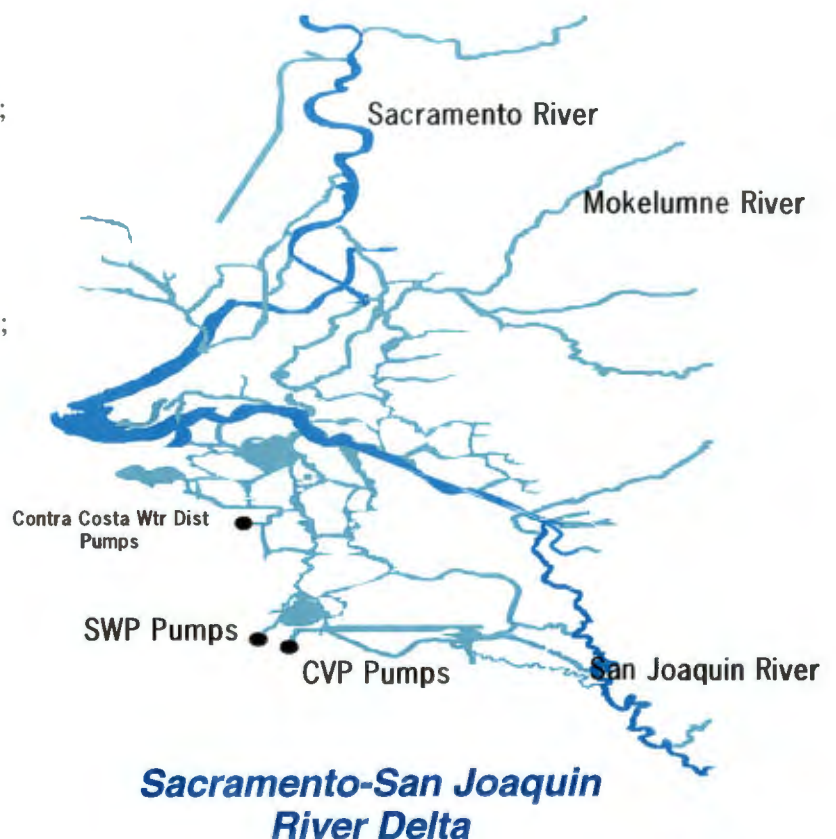 ;
Sacramento River
Mokelumne River
;
Contra Costa Wtr Dist
Pumps
SWP Pumps
CVP Pumps
San Joaquin River
Sacramento-San Joaquin
River Delta